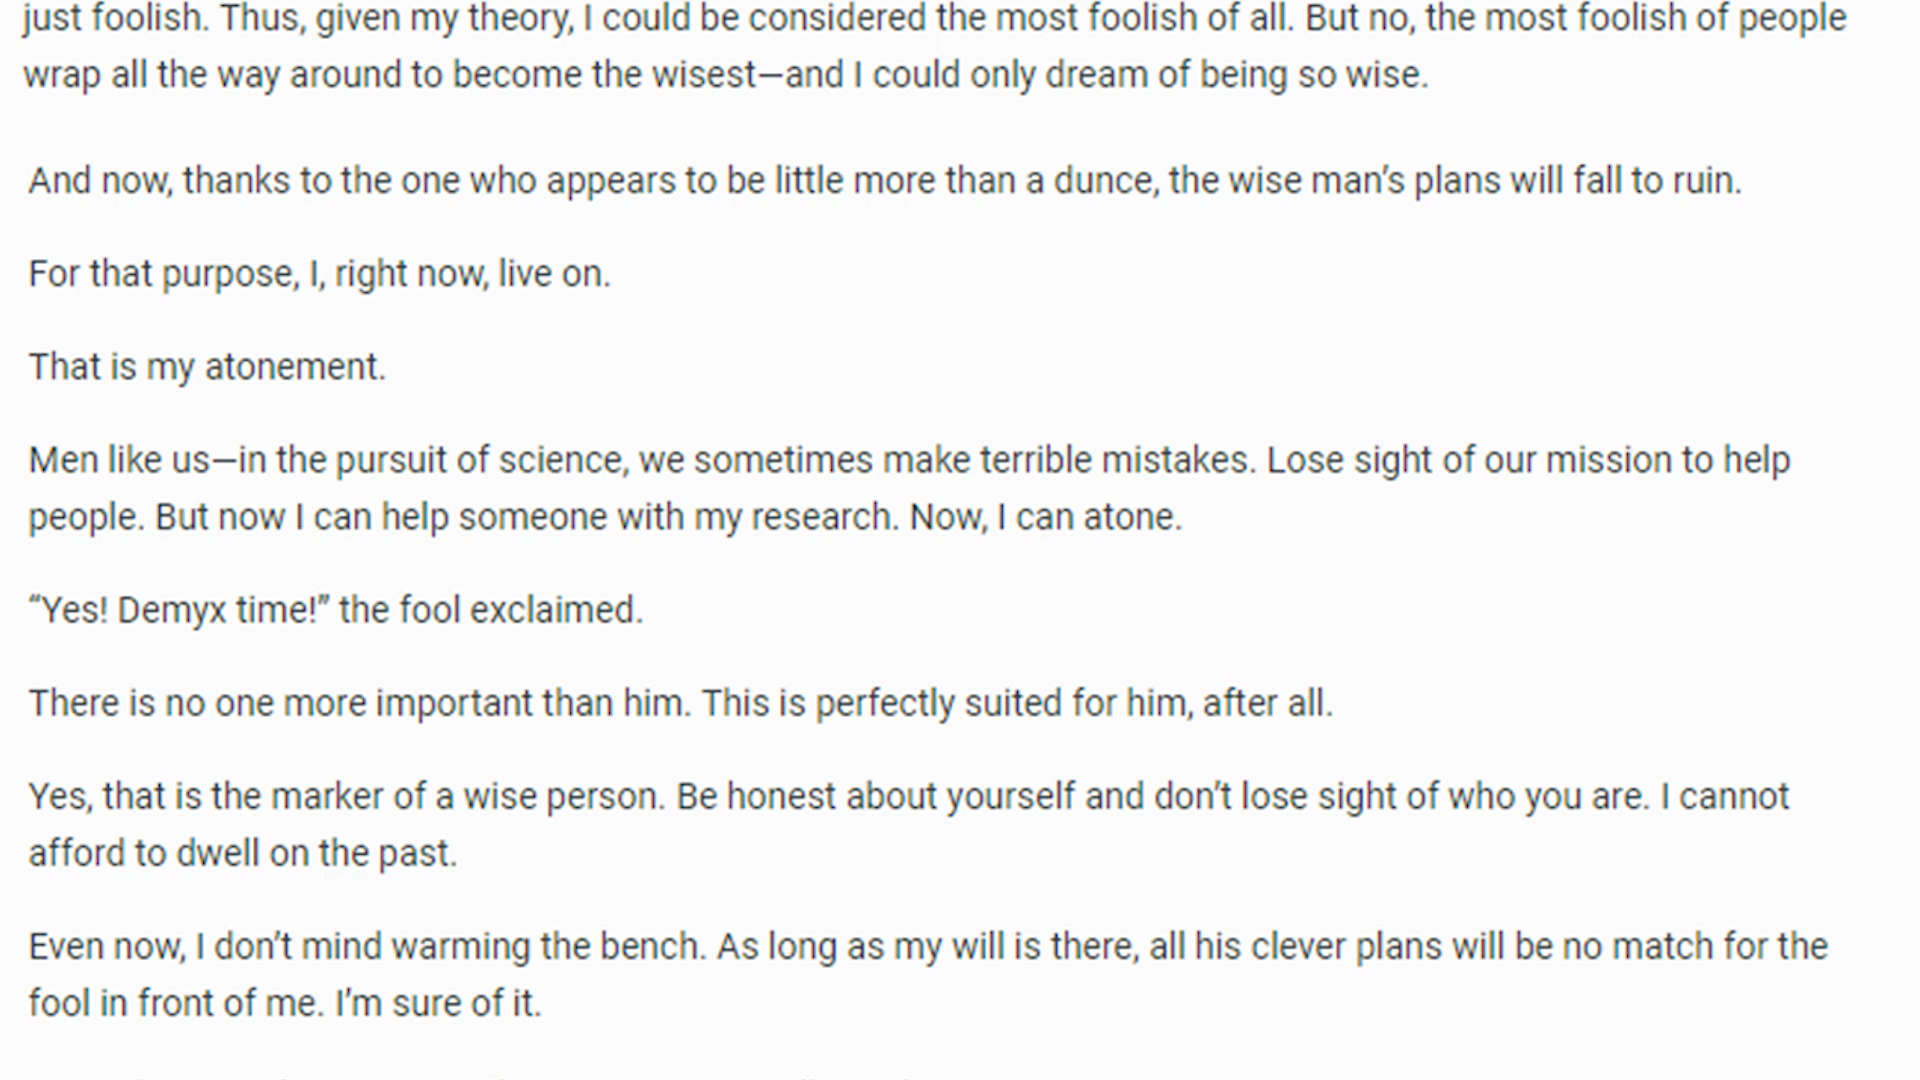 just foolish. Thus, given my theory, I could be considered the most foolish of all. But no, the most foolish of people
wrap all the way around to become the wisest—and I could only dream of being so wise.
And now, thanks to the one who appears to be little more than a dunce, the wise man’s plans will fall to ruin.
For that purpose, I, right now, live on.
That is my atonement.
Men like us—in the pursuit of science, we sometimes make terrible mistakes. Lose sight of our mission to help
people. But now I can help someone with my research. Now, I can atone.
“Yes! Demyx time!” the fool exclaimed.
There is no one more important than him. This is perfectly suited for him, after all.
Yes, that is the marker of a wise person. Be honest about yourself and don’t lose sight of who you are. I cannot
afford to dwell on the past.
Even now, I don’t mind warming the bench. As long as my will is there, all his clever plans will be no match for the
fool in front of me. I’m sure of it.